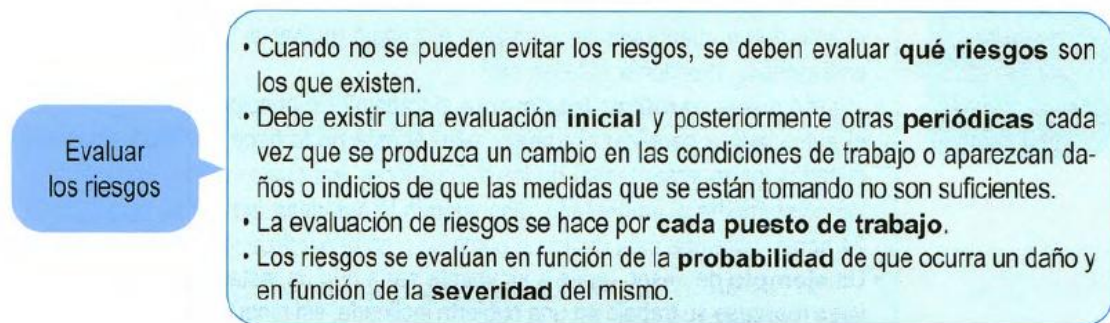 Evaluar
los riesgos
• Cuando no se pueden evitar los riesgos, se deben evaluar qué riesgos son
los que existen.
• Debe existir una evaluación inicial y posteriormente otras periódicas cada
vez que se produzca un cambio en las condiciones de trabajo o aparezcan da-
ños o indicios de que las medidas que se están tomando no son suficientes.
• La evaluación de riesgos se hace por cada puesto de trabajo.
• Los riesgos se evalúan en función de la probabilidad de que ocurra un daño y
en función de la severidad del mismo.